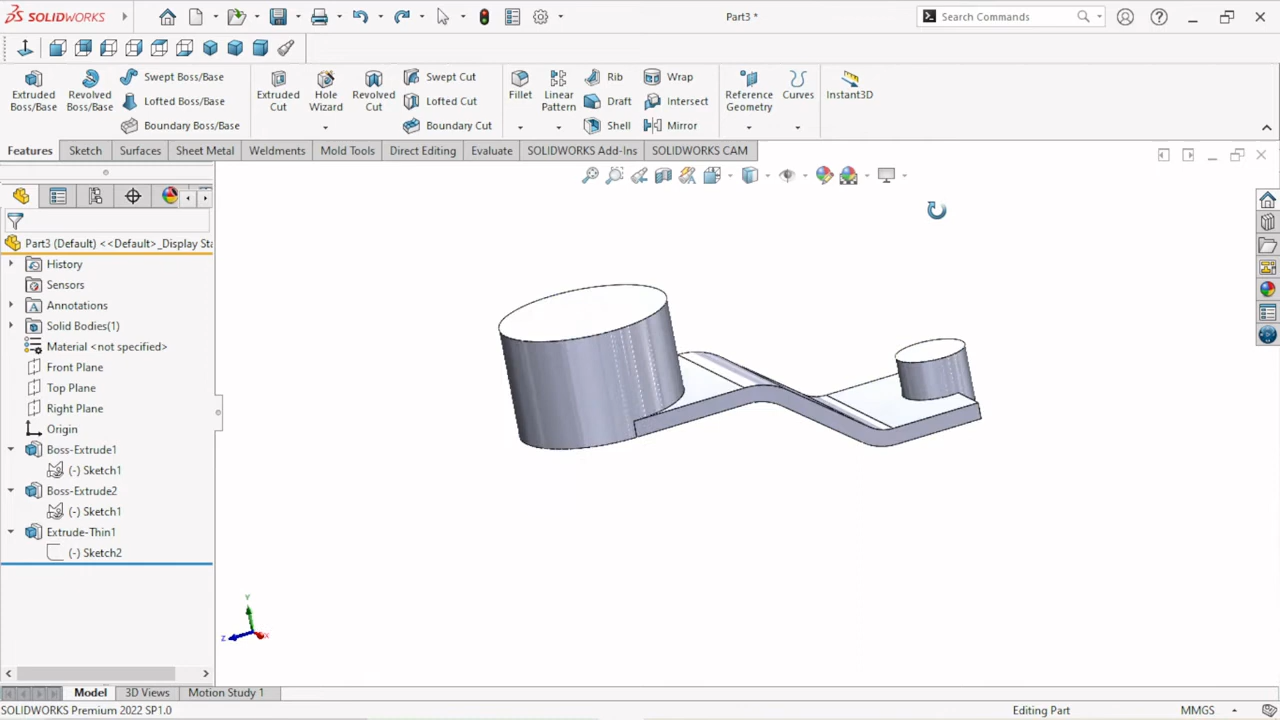 SOLIDWORKS
Part3 *
Search Commands
Extruded Boss/Base
Revolved Boss/Base
Swept Boss/Base
Lofted Boss/Base
Boundary Boss/Base
Extruded Cut
Hole Wizard
Revolved Cut
Swept Cut
Lofted Cut
Boundary Cut
Fillet
Linear Pattern
Rib
Draft
Shell
Wrap
Intersect
Mirror
Reference Geometry
Curves
Instant3D
Features Sketch Surfaces Sheet Metal Weldments Mold Tools Direct Editing Evaluate SOLIDWORKS Add-Ins SOLIDWORKS CAM
Part3 (Default) <<Default>_Display Sta
History
Sensors
Annotations
Solid Bodies(1)
Material <not specified>
Front Plane
Top Plane
Right Plane
Origin
Boss-Extrude1
(-) Sketch1
Boss-Extrude2
(-) Sketch1
Extrude-Thin1
(-) Sketch2
Y
Z X
Model 3D Views Motion Study 1
SOLIDWORKS Premium 2022 SP1.0 Editing Part MMGS